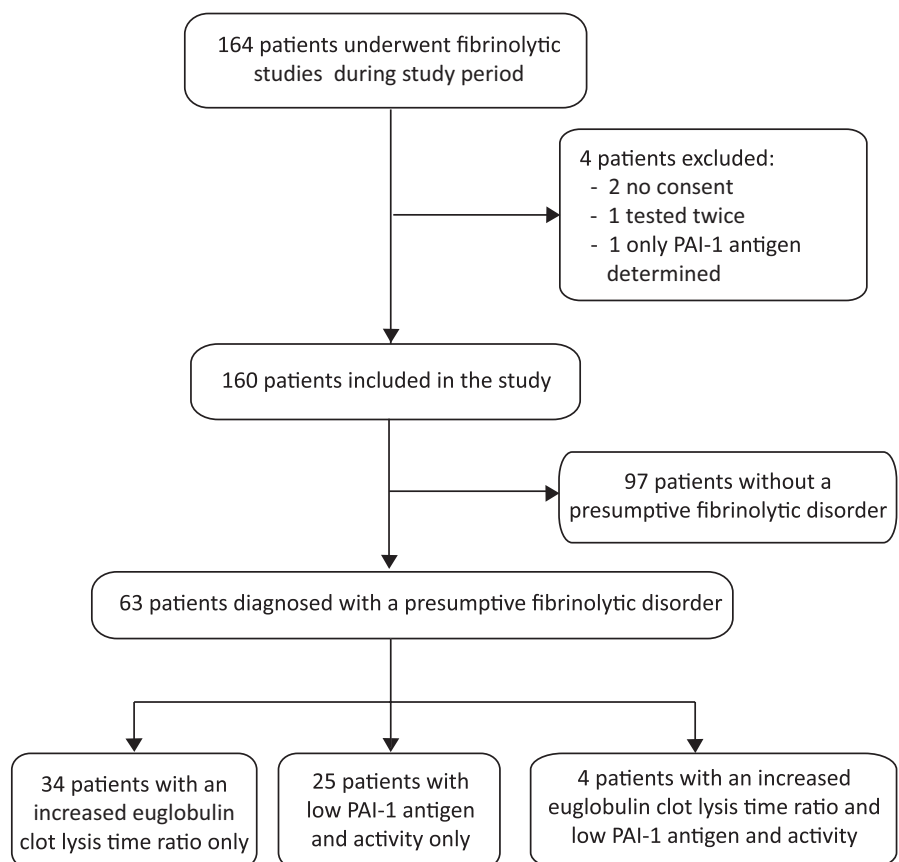 164 patients underwent fibrinolytic
studies during study period
4 patients excluded:
- 2 no consent
- 1 tested twice
- 1 only PAI-1 antigen
determined
160 patients included in the study
97 patients without a
presumptive fibrinolytic disorder
63 patients diagnosed with a presumptive fibrinolytic disorder
34 patients with an
increased euglobulin
clot lysis time ratio only
25 patients with
low PAI-1 antigen
and activity only
4 patients with an increased
euglobulin clot lysis time ratio and
low PAI-1 antigen and activity